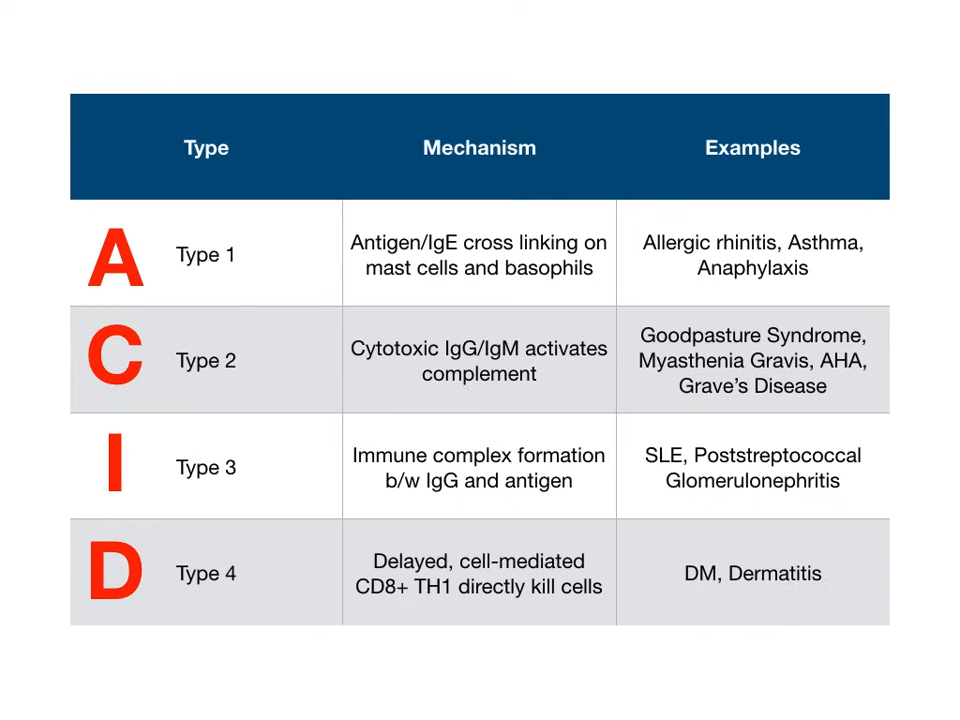 Type Mechanism Examples
A Type 1
Antigen/IgE cross linking on
mast cells and basophils
Allergic rhinitis, Asthma,
Anaphylaxis
C Type 2
Cytotoxic IgG/IgM activates
complement
Goodpasture Syndrome,
Myasthenia Gravis, AHA,
Grave's Disease
I Type 3
Immune complex formation
b/w IgG and antigen
SLE, Poststreptococcal
Glomerulonephritis
D Type 4
Delayed, cell-mediated
CD8+ TH1 directly kill cells
DM, Dermatitis